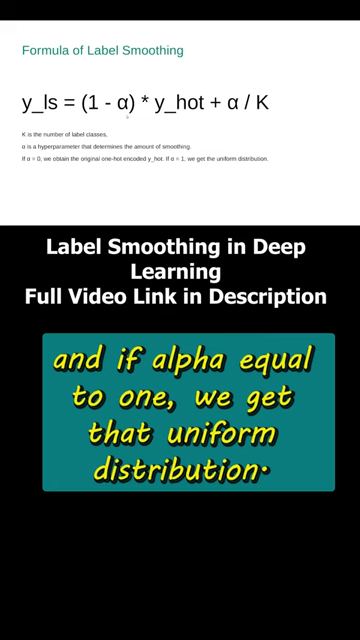 Formula of Label Smoothing
y_ls = (1 - α) * y_hot + α / K
K is the number of label classes,
α is a hyperparameter that determines the amount of smoothing.
If α = 0, we obtain the original one-hot encoded y_hot. If α = 1, we get the uniform distribution.
Label Smoothing in Deep
Learning
Full Video Link in Description
and if alpha equal
to one, we get
that uniform
distribution.